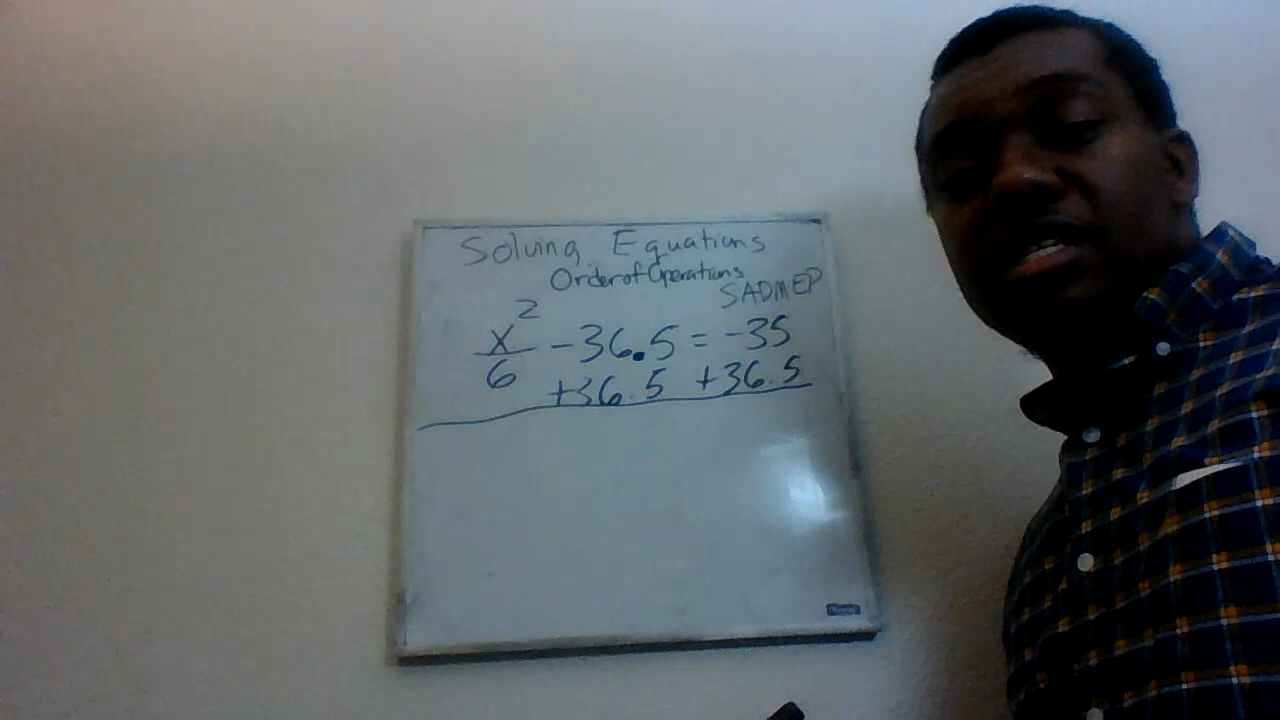 Solving Equations
Order of Operations
SADMEP
x²/6 -36.5 = -35
+36.5 +36.5